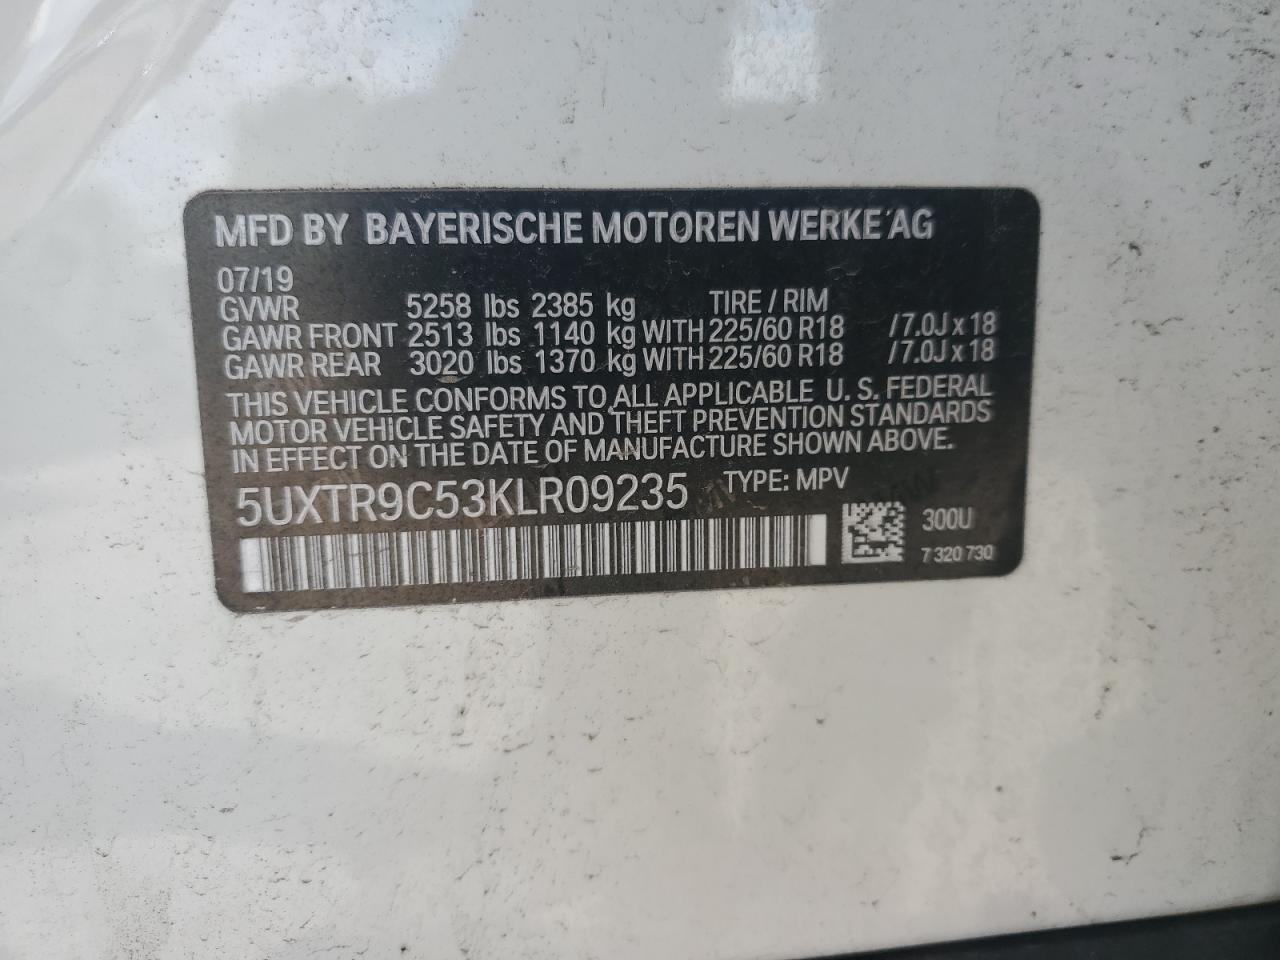 MFD BY BAYERISCHE MOTOREN WERKE AG
07/19
GVWR 5258 lbs 2385 kg TIRE / RIM
GAWR FRONT 2513 lbs 1140 kg WITH 225/60 R18 /7.0J x 18
GAWR REAR 3020 lbs 1370 kg WITH 225/60 R18 /7.0J x 18
THIS VEHICLE CONFORMS TO ALL APPLICABLE U. S. FEDERAL
MOTOR VEHICLE SAFETY AND THEFT PREVENTION STANDARDS
IN EFFECT ON THE DATE OF MANUFACTURE SHOWN ABOVE.
5UXTR9C53KLR09235 TYPE: MPV
300U
7 320 730